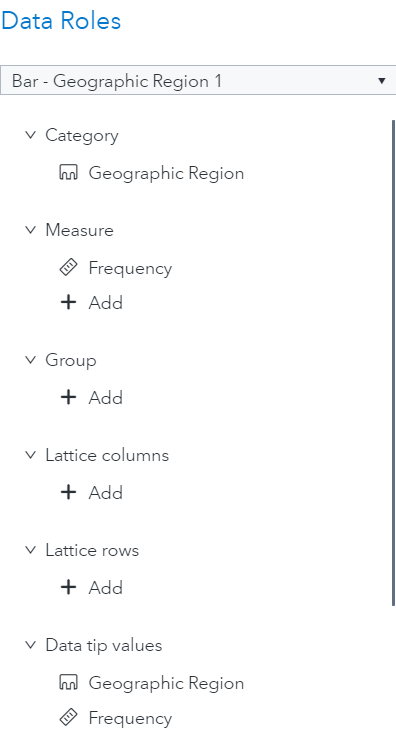 Data Roles
Bar - Geographic Region 1
Category
Geographic Region
Measure
Frequency
Add
Group
Add
Lattice columns
Add
Lattice rows
Add
Data tip values
Geographic Region
Frequency